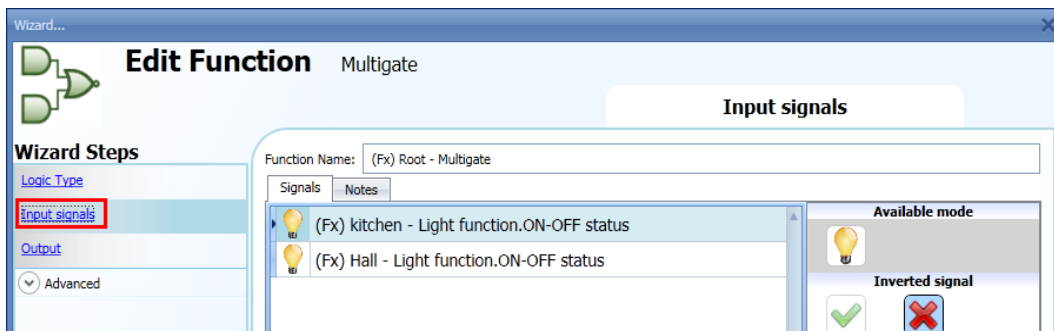 Wizard...
Edit Function Multigate
Input signals
Wizard Steps
Logic Type
Input signals
Output
Advanced
Function Name: (Fx) Root - Multigate
Signals Notes
(Fx) kitchen - Light function.ON-OFF status
(Fx) Hall - Light function.ON-OFF status
Available mode
Inverted signal